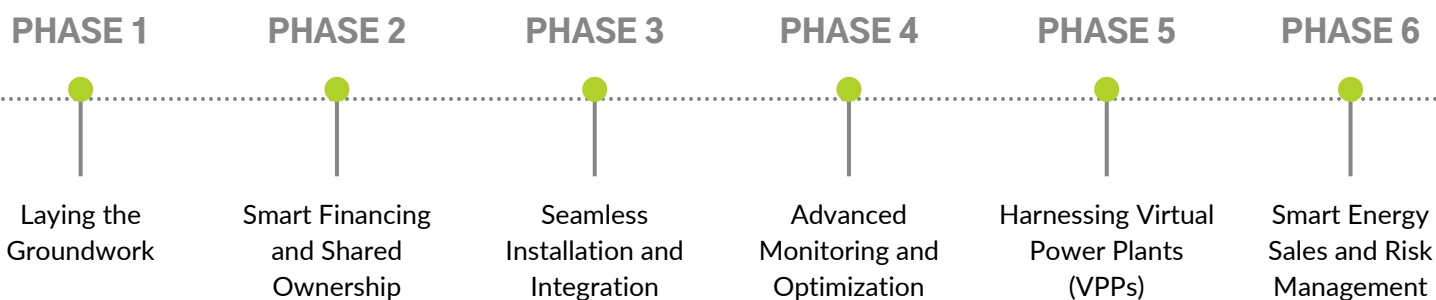 PHASE 1
PHASE 2
PHASE 3
PHASE 4
PHASE 5
PHASE 6
Laying the
Groundwork
Smart Financing
and Shared
Ownership
Seamless
Installation and
Integration
Advanced
Monitoring and
Optimization
Harnessing Virtual
Power Plants
(VPPs)
Smart Energy
Sales and Risk
Management